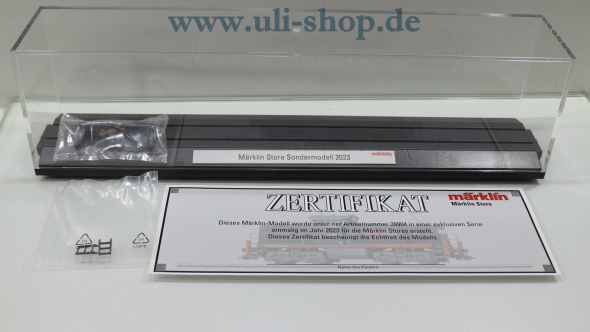 www.uli-shop.de
Märklin Store Sondermodell 2023
märklin
ZERTIFIKAT
märklin
Märklin Store
Dieses Märklin-Modell wurde unter der Artikelnummer 39904 in einer exklusiven Serie
einmalig im Jahr 2023 für die Märklin Stores erstellt.
Dieses Zertifikat bescheinigt die Echtheit des Modells.